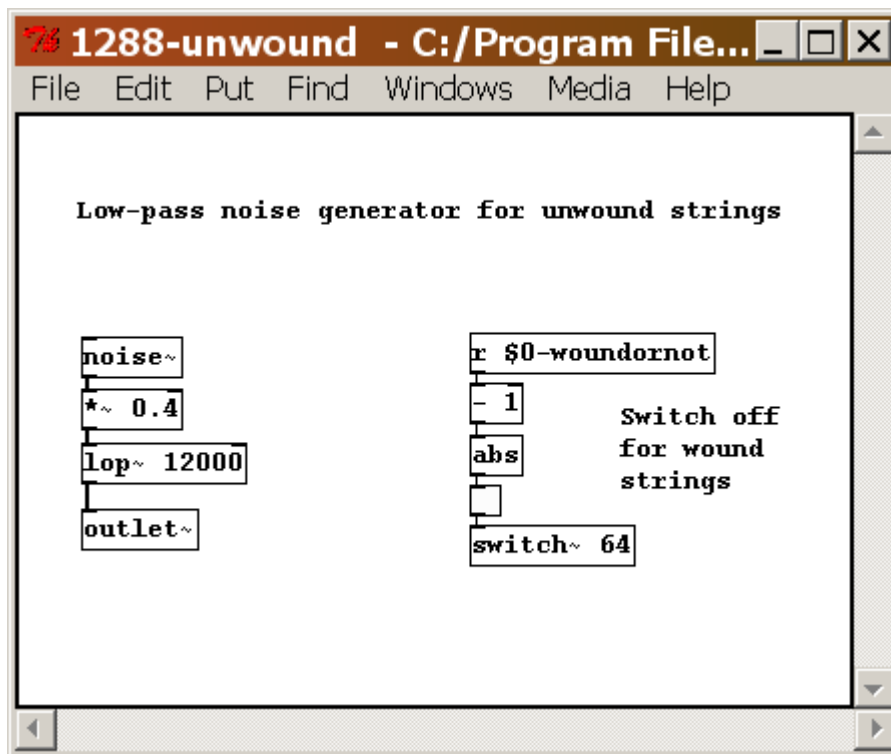 1288-unwound - C:/Program File...
File Edit Put Find Windows Media Help
Low-pass noise generator for unwound strings
noise~
*~ 0.4
lop~ 12000
outlet~
r $0-woundornot
- 1
abs
switch~ 64
Switch off
for wound
strings